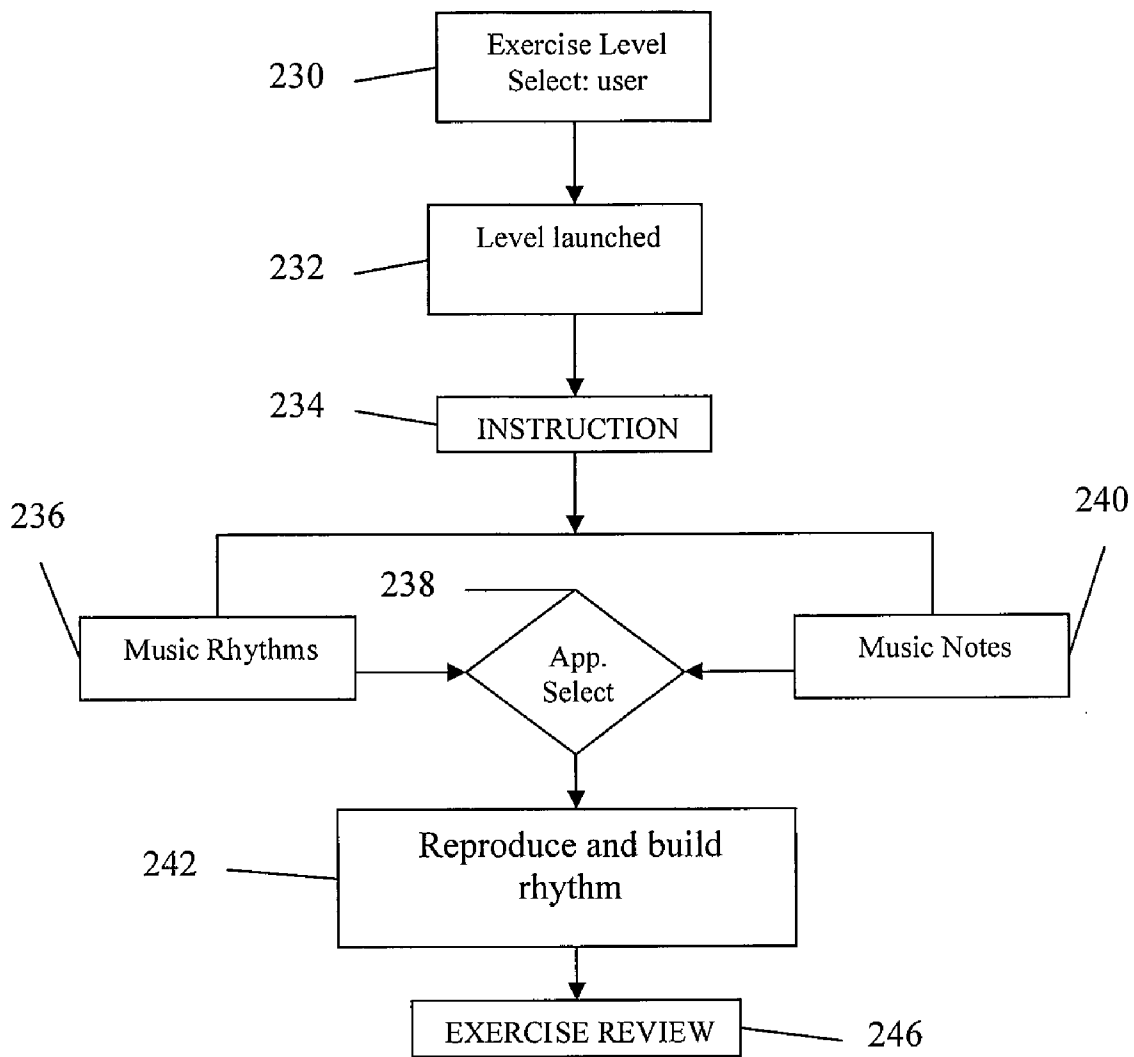 Exercise Level
Select: user
230
Level launched
232
234
INSTRUCTION
236
240
238
Music Rhythms
App.
Select
Music Notes
Reproduce and build
rhythm
242
EXERCISE REVIEW
246